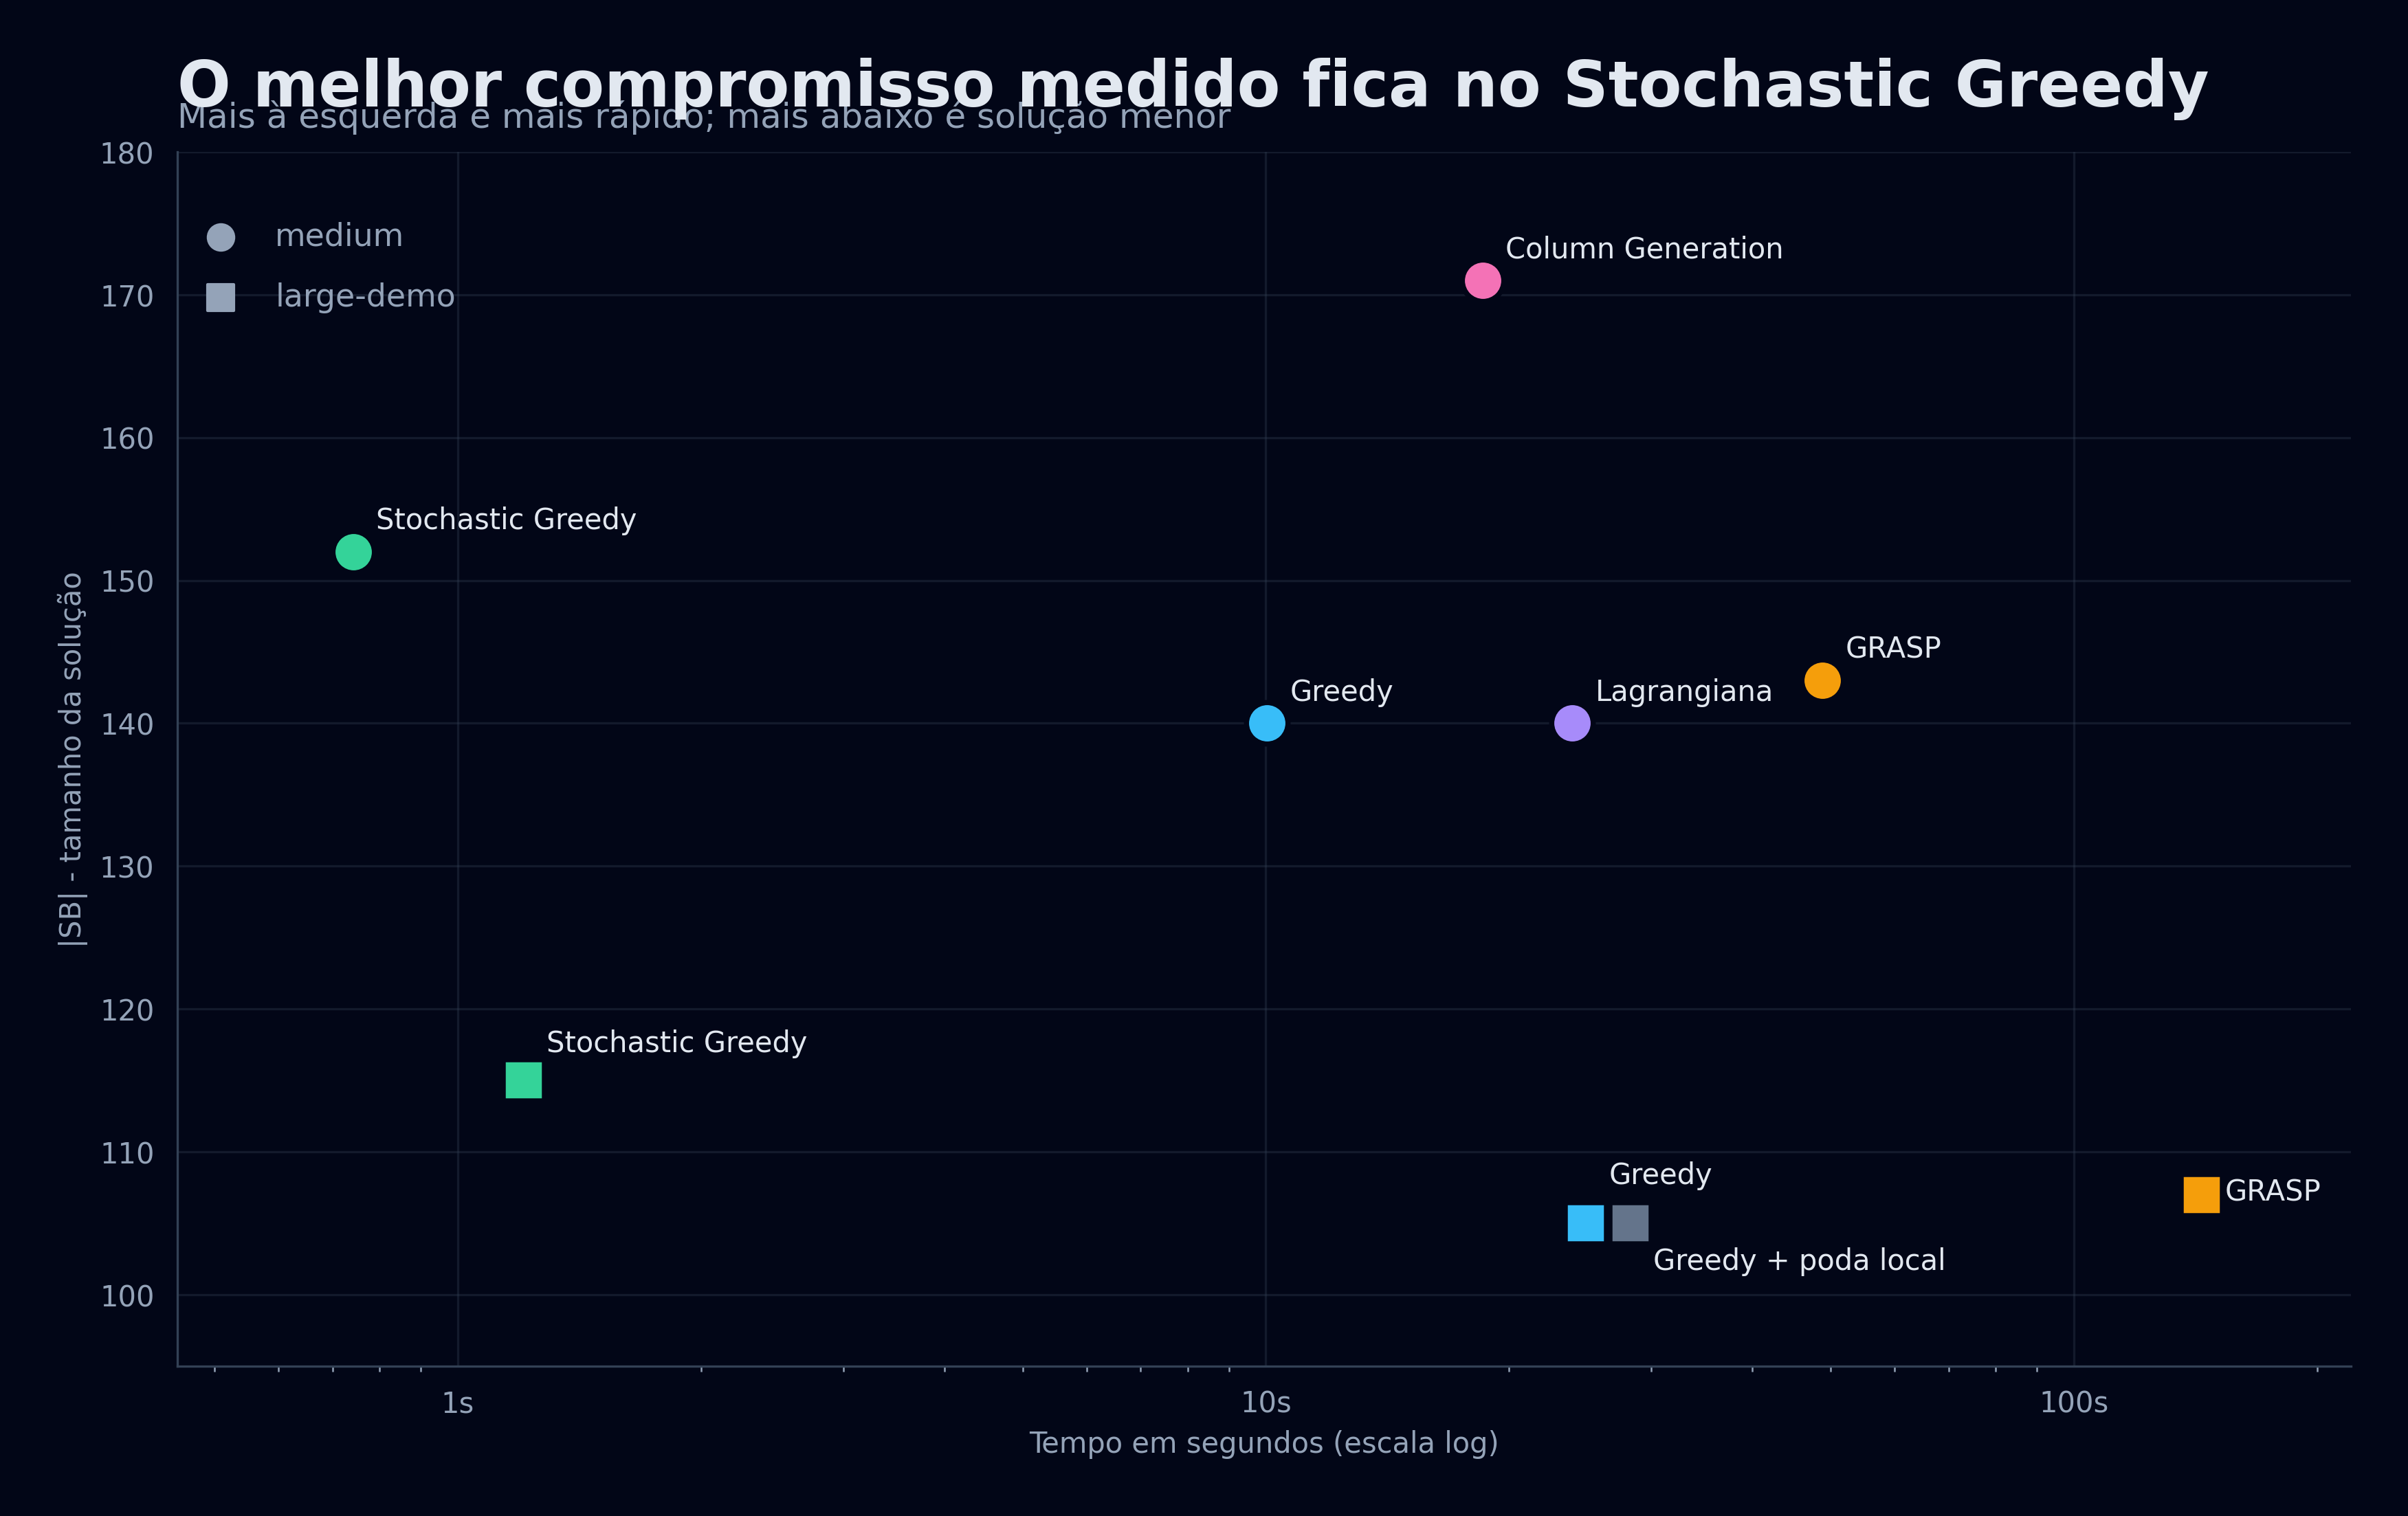 O melhor compromisso medido fica no Stochastic Greedy
Mais à esquerda é mais rápido; mais abaixo é solução menor
180
medium
Column Generation
170
large-demo
160
Stochastic Greedy
150
GRASP
Greedy
Lagrangiana
140
|SB| - tamanho da solução
130
120
Stochastic Greedy
110
Greedy
GRASP
Greedy + poda local
100
1s
10s
100s
Tempo em segundos (escala log)